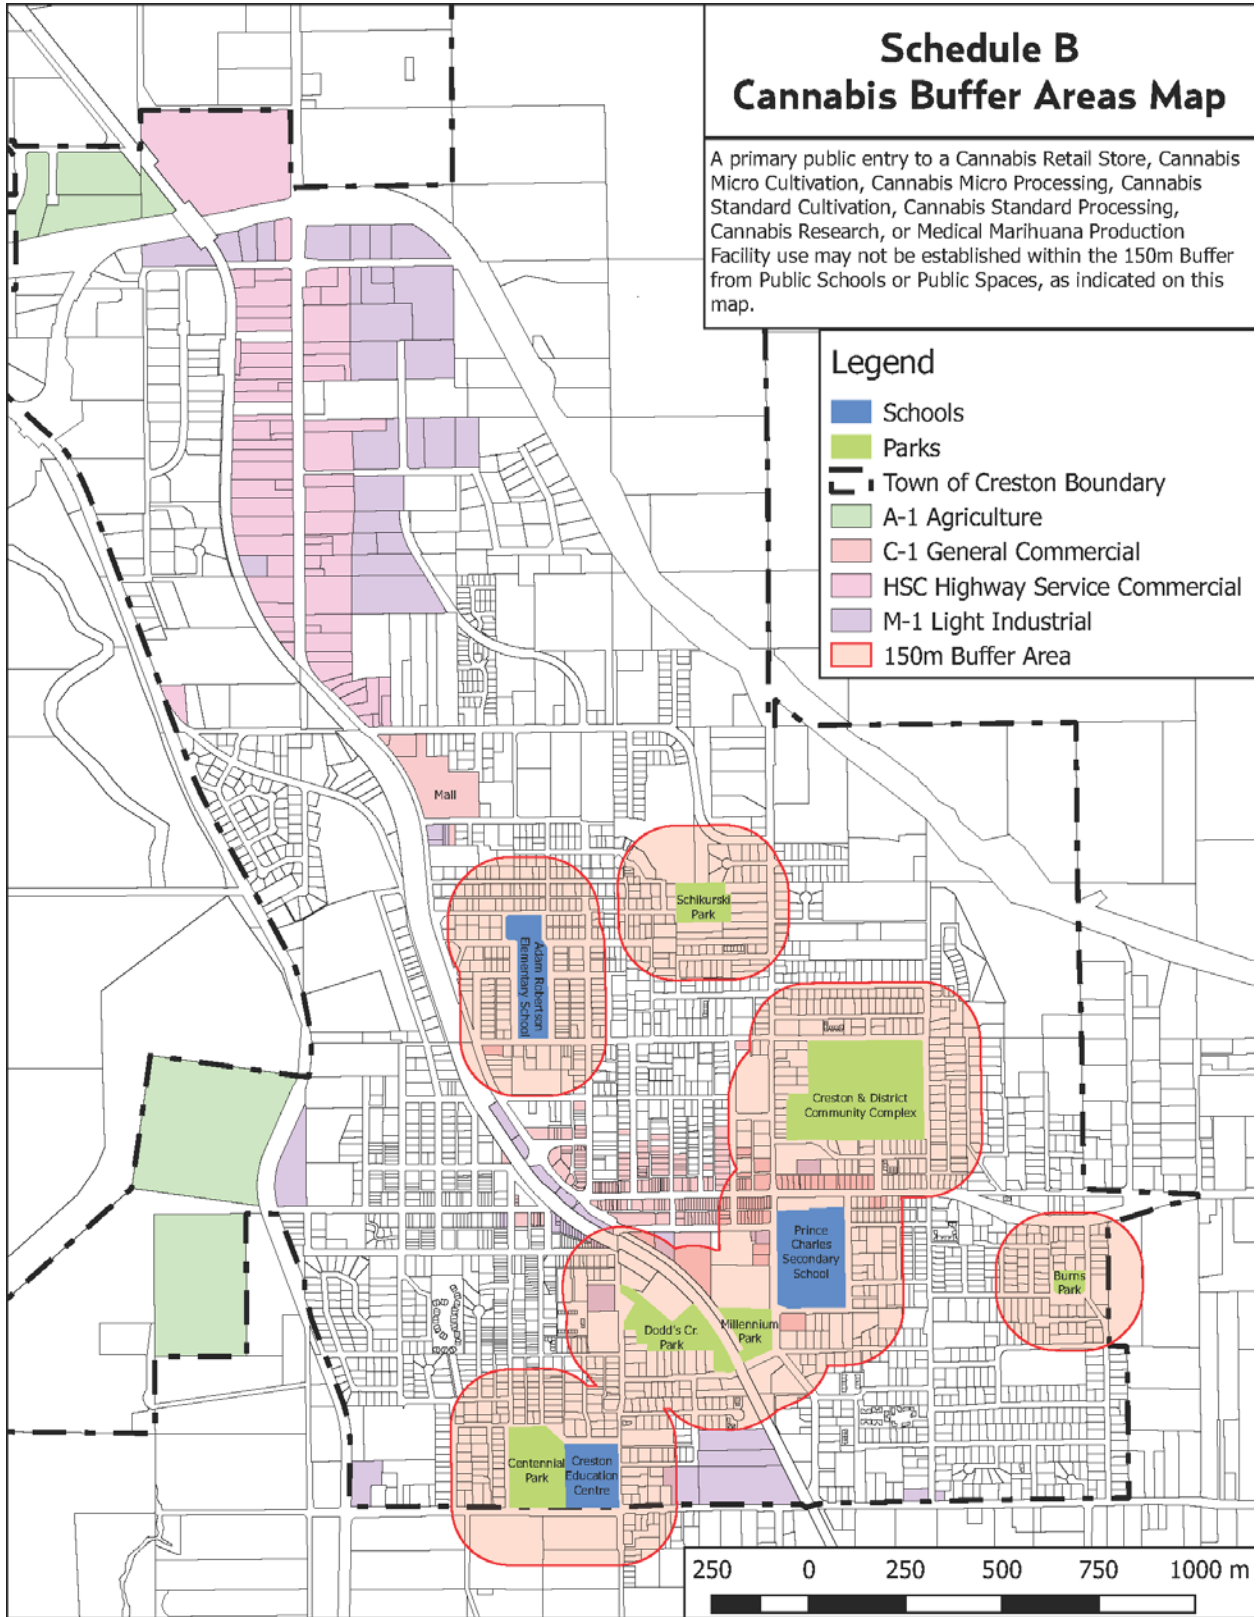 Schedule B
Cannabis Buffer Areas Map
A primary public entry to a Cannabis Retail Store, Cannabis
Micro Cultivation, Cannabis Micro Processing, Cannabis
Standard Cultivation, Cannabis Standard Processing,
Cannabis Research, or Medical Marihuana Production
Facility use may not be established within the 150m Buffer
from Public Schools or Public Spaces, as indicated on this
map.
Legend
Schools
Parks
Town of Creston Boundary
A-1 Agriculture
C-1 General Commercial
HSC Highway Service Commercial
M-1 Light Industrial
150m Buffer Area
Mall
Schikurski
Park
Adam Robertson
Elementary School
Creston & District
Community Complex
Prince
Charles
Secondary
School
Burns
Park
Dodd's Cr.
Park
Millennium
Park
Centennial
Park
Creston
Education
Centre
250 0 250 500 750 1000 m